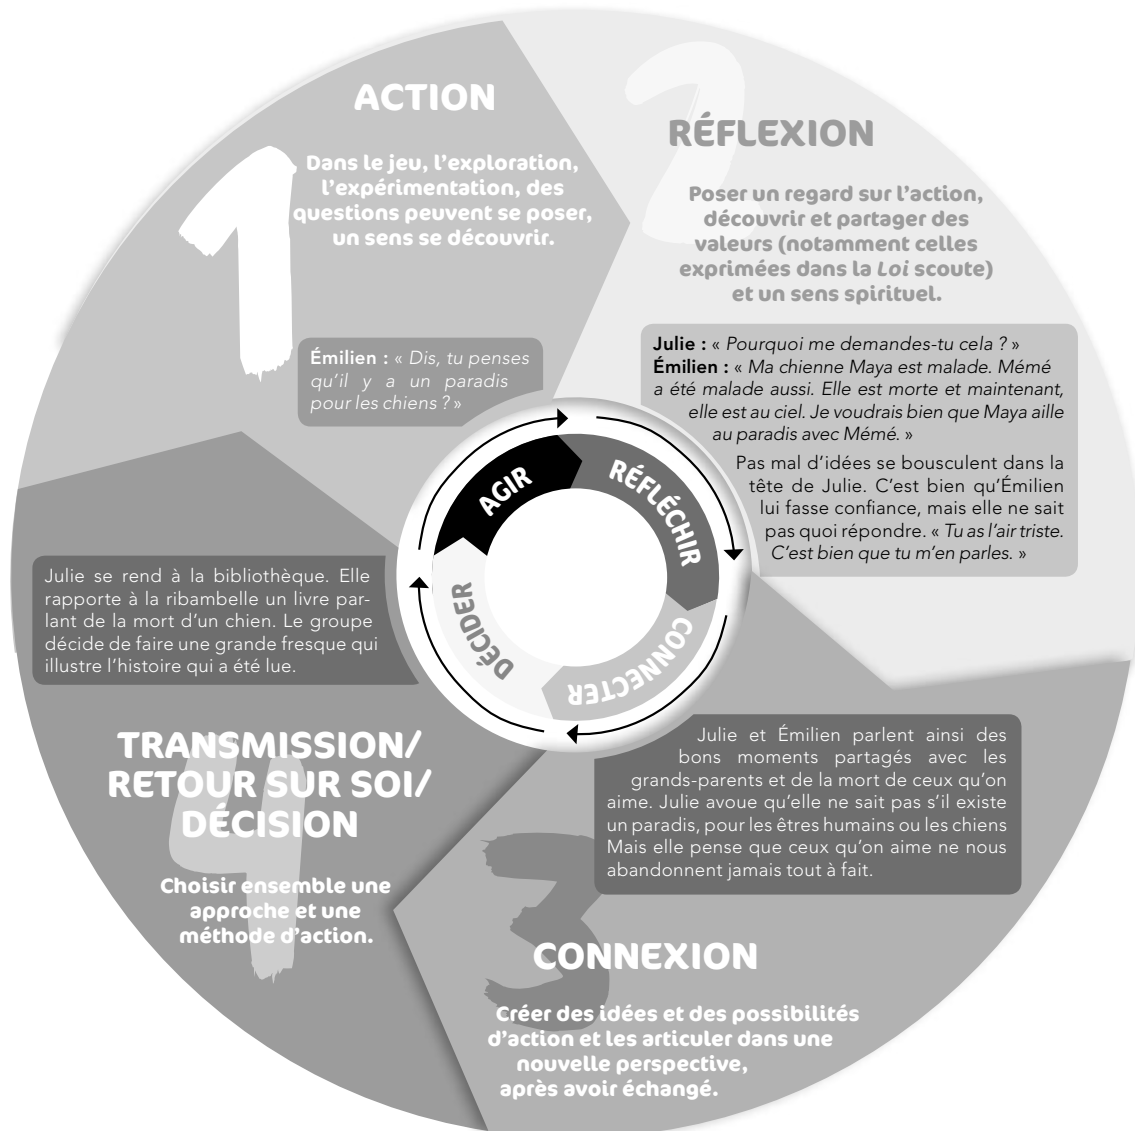 1
ACTION
Dans le jeu, l'exploration,
l'expérimentation, des
questions peuvent se poser,
un sens se découvrir.
Émilien : « Dis, tu penses
qu'il y a un paradis
pour les chiens ? »
2
RÉFLEXION
Poser un regard sur l'action,
découvrir et partager des
valeurs (notamment celles
exprimées dans la Loi scoute)
et un sens spirituel.
Julie : « Pourquoi me demandes-tu cela ? »
Émilien : « Ma chienne Maya est malade. Mémé
a été malade aussi. Elle est morte et maintenant,
elle est au ciel. Je voudrais bien que Maya aille
au paradis avec Mémé. »
Pas mal d'idées se bousculent dans la
tête de Julie. C'est bien qu'Émilien
lui fasse confiance, mais elle ne sait
pas quoi répondre. « Tu as l'air triste.
C'est bien que tu m'en parles. »
AGIR
RÉFLÉCHIR
CONNECTER
DÉCIDER
Julie et Émilien parlent ainsi des
bons moments partagés avec les
grands-parents et de la mort de ceux qu'on
aime. Julie avoue qu'elle ne sait pas s'il existe
un paradis, pour les êtres humains ou les chiens
Mais elle pense que ceux qu'on aime ne nous
abandonnent jamais tout à fait.
3
CONNEXION
Créer des idées et des possibilités
d'action et les articuler dans une
nouvelle perspective,
après avoir échangé.
Julie se rend à la bibliothèque. Elle
rapporte à la ribambelle un livre par-
lant de la mort d'un chien. Le groupe
décide de faire une grande fresque qui
illustre l'histoire qui a été lue.
4
TRANSMISSION/
RETOUR SUR SOI/
DÉCISION
Choisir ensemble une
approche et une
méthode d'action.